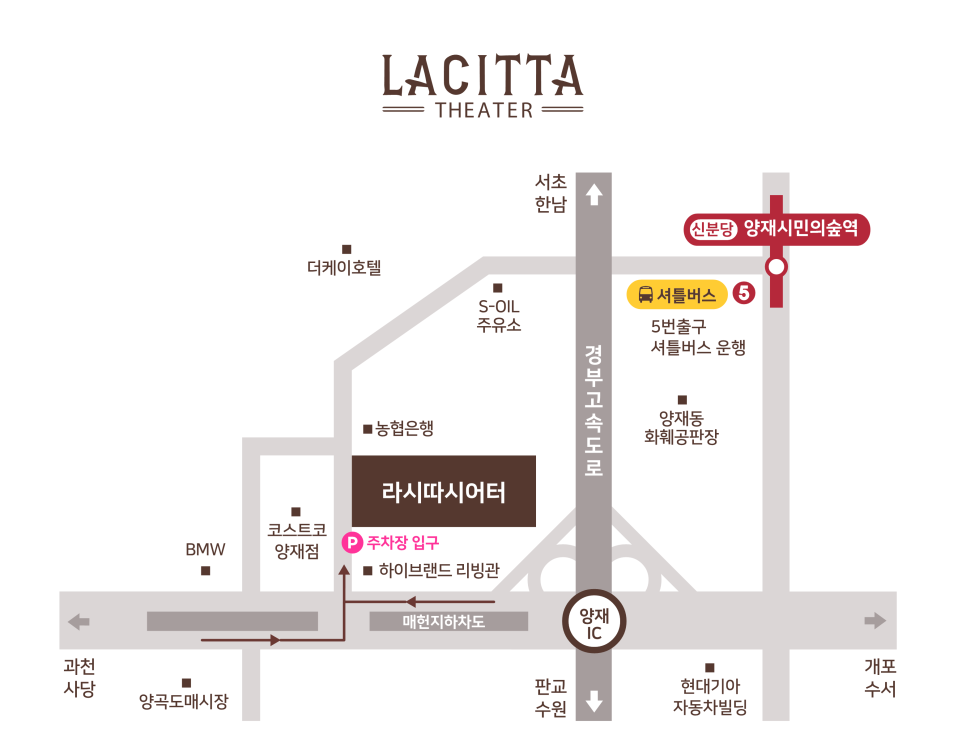 LACITTA
THEATER
서초
한남
신분당 양재시민의숲역
더케이호텔
S-OIL
주유소
셔틀버스 5
5번출구
셔틀버스 운행
경부고속도로
양재동
화훼공판장
농협은행
라시따시어터
코스트코
양재점
P 주차장 입구
BMW
하이브랜드 리빙관
매헌지하차도
양재
IC
과천
사당
양곡도매시장
판교
수원
현대기아
자동차빌딩
개포
수서